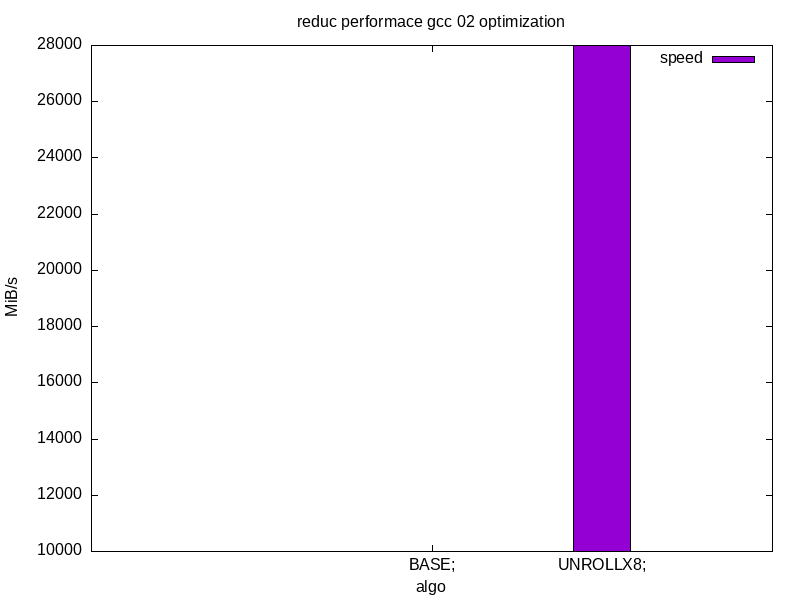 reduc performace gcc 02 optimization
speed
28000
26000
24000
22000
20000
18000
16000
14000
12000
10000
MiB/s
BASE;
UNROLLX8;
algo